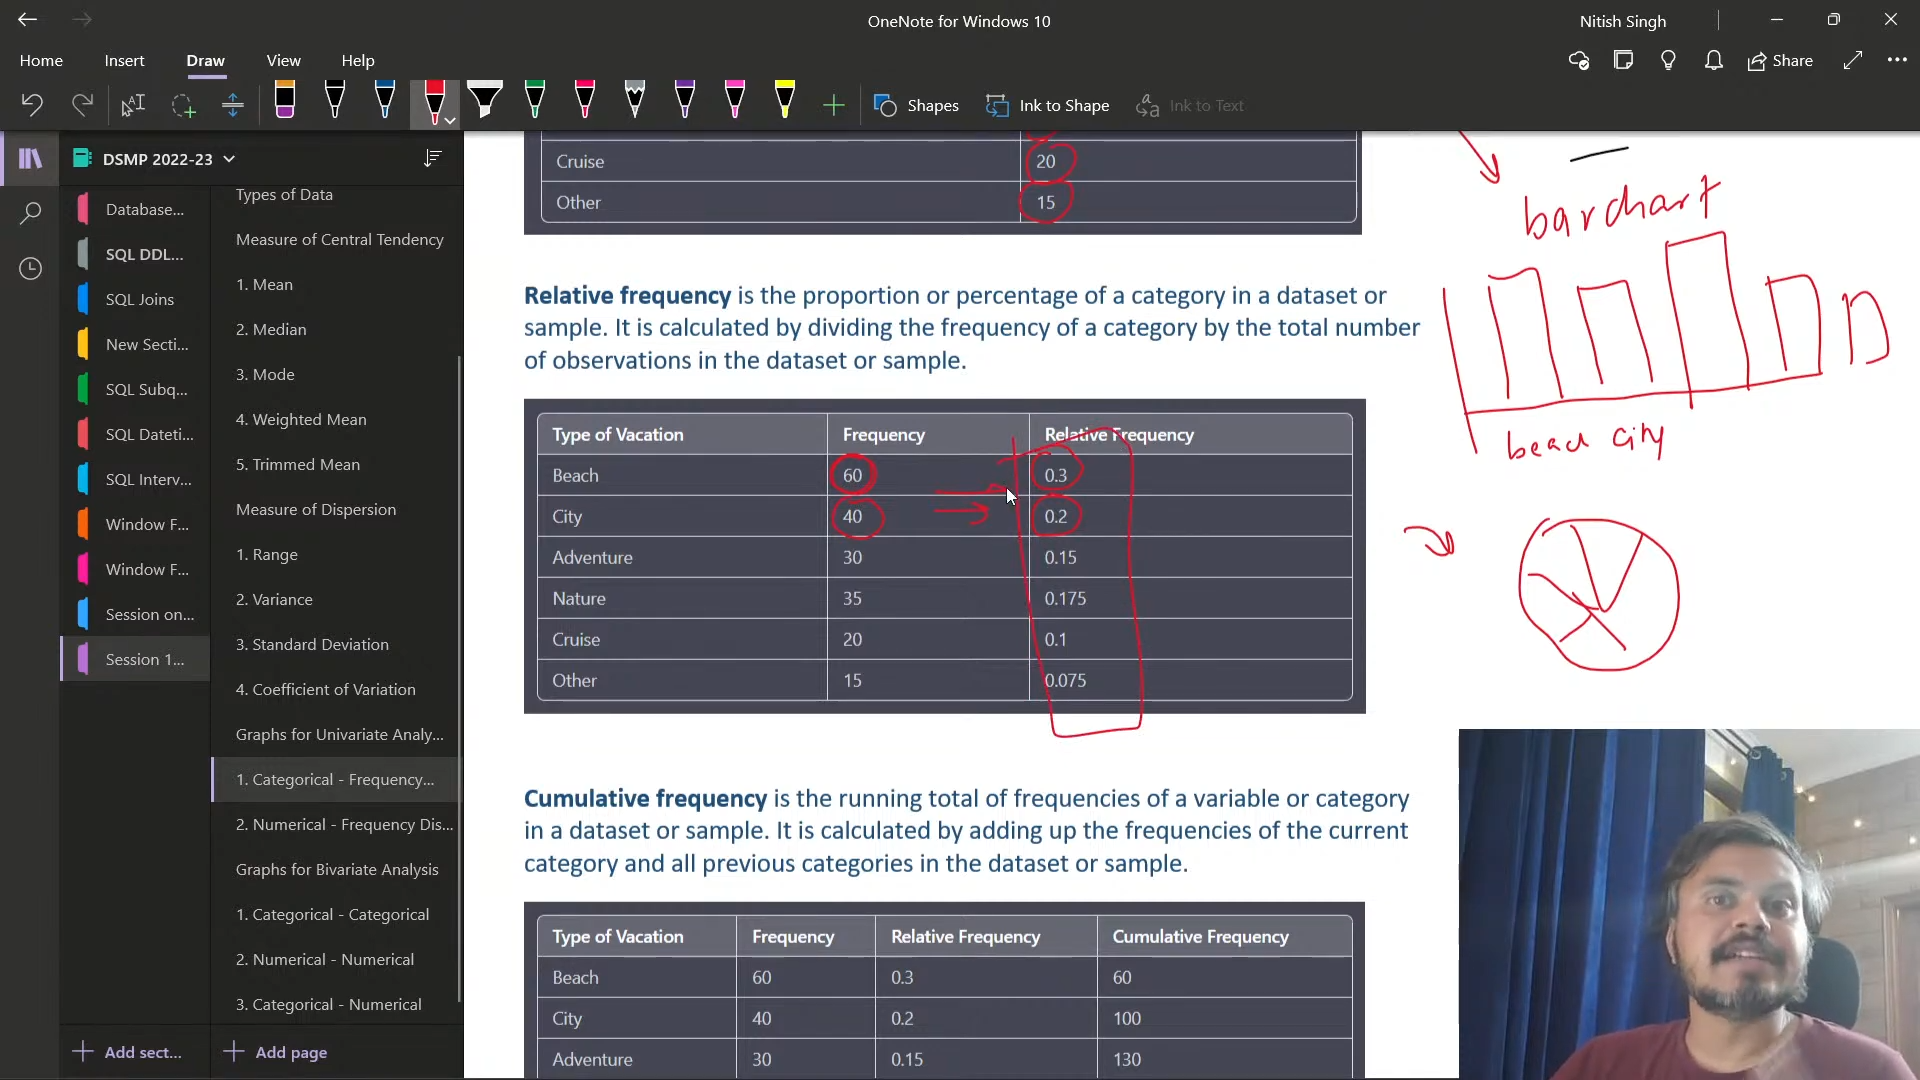 OneNote for Windows 10
Nitish Singh
Home Insert Draw View Help
Share
Shapes
Ink to Shape
Ink to Text
DSMP 2022-23
Database...
SQL DDL...
SQL Joins
New Secti...
SQL Subq...
SQL Dateti...
SQL Interv...
Window F...
Window F...
Session on...
Session 1...
Add sect...
Types of Data
Measure of Central Tendency
1. Mean
2. Median
3. Mode
4. Weighted Mean
5. Trimmed Mean
Measure of Dispersion
1. Range
2. Variance
3. Standard Deviation
4. Coefficient of Variation
Graphs for Univariate Analy...
1. Categorical - Frequency...
2. Numerical - Frequency Dis...
Graphs for Bivariate Analysis
1. Categorical - Categorical
2. Numerical - Numerical
3. Categorical - Numerical
Add page
Cruise 20
Other 15
Relative frequency is the proportion or percentage of a category in a dataset or
sample. It is calculated by dividing the frequency of a category by the total number
of observations in the dataset or sample.
Type of Vacation Frequency Relative Frequency
Beach 60 0.3
City 40 0.2
Adventure 30 0.15
Nature 35 0.175
Cruise 20 0.1
Other 15 0.075
Cumulative frequency is the running total of frequencies of a variable or category
in a dataset or sample. It is calculated by adding up the frequencies of the current
category and all previous categories in the dataset or sample.
Type of Vacation Frequency Relative Frequency Cumulative Frequency
Beach 60 0.3 60
City 40 0.2 100
Adventure 30 0.15 130
barchart
beach city